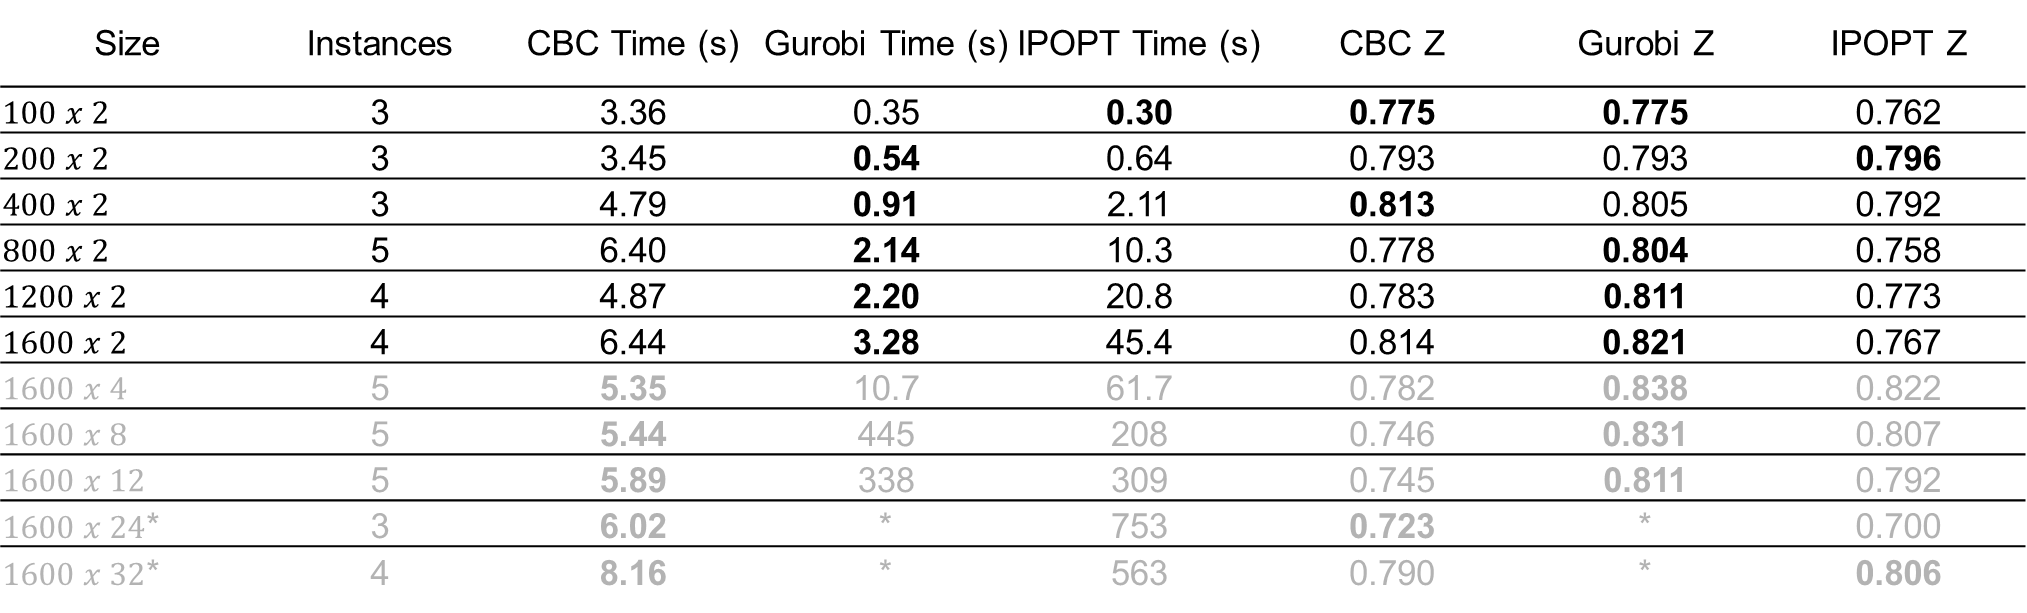 Size Instances CBC Time (s) Gurobi Time (s) IPOPT Time (s) CBC Z Gurobi Z IPOPT Z
100 x 2 3 3.36 0.35 0.30 0.775 0.775 0.762
200 x 2 3 3.45 0.54 0.64 0.793 0.793 0.796
400 x 2 3 4.79 0.91 2.11 0.813 0.805 0.792
800 x 2 5 6.40 2.14 10.3 0.778 0.804 0.758
1200 x 2 4 4.87 2.20 20.8 0.783 0.811 0.773
1600 x 2 4 6.44 3.28 45.4 0.814 0.821 0.767
1600 x 4 5 5.35 10.7 61.7 0.782 0.838 0.822
1600 x 8 5 5.44 445 208 0.746 0.831 0.807
1600 x 12 5 5.89 338 309 0.745 0.811 0.792
1600 x 24* 3 6.02 * 753 0.723 * 0.700
1600 x 32* 4 8.16 * 563 0.790 * 0.806